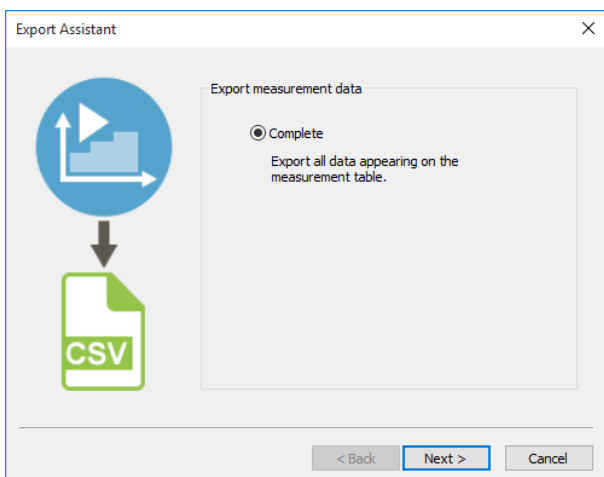 Export Assistant
Export measurement data
Complete
Export all data appearing on the
measurement table.
CSV
< Back
Next >
Cancel